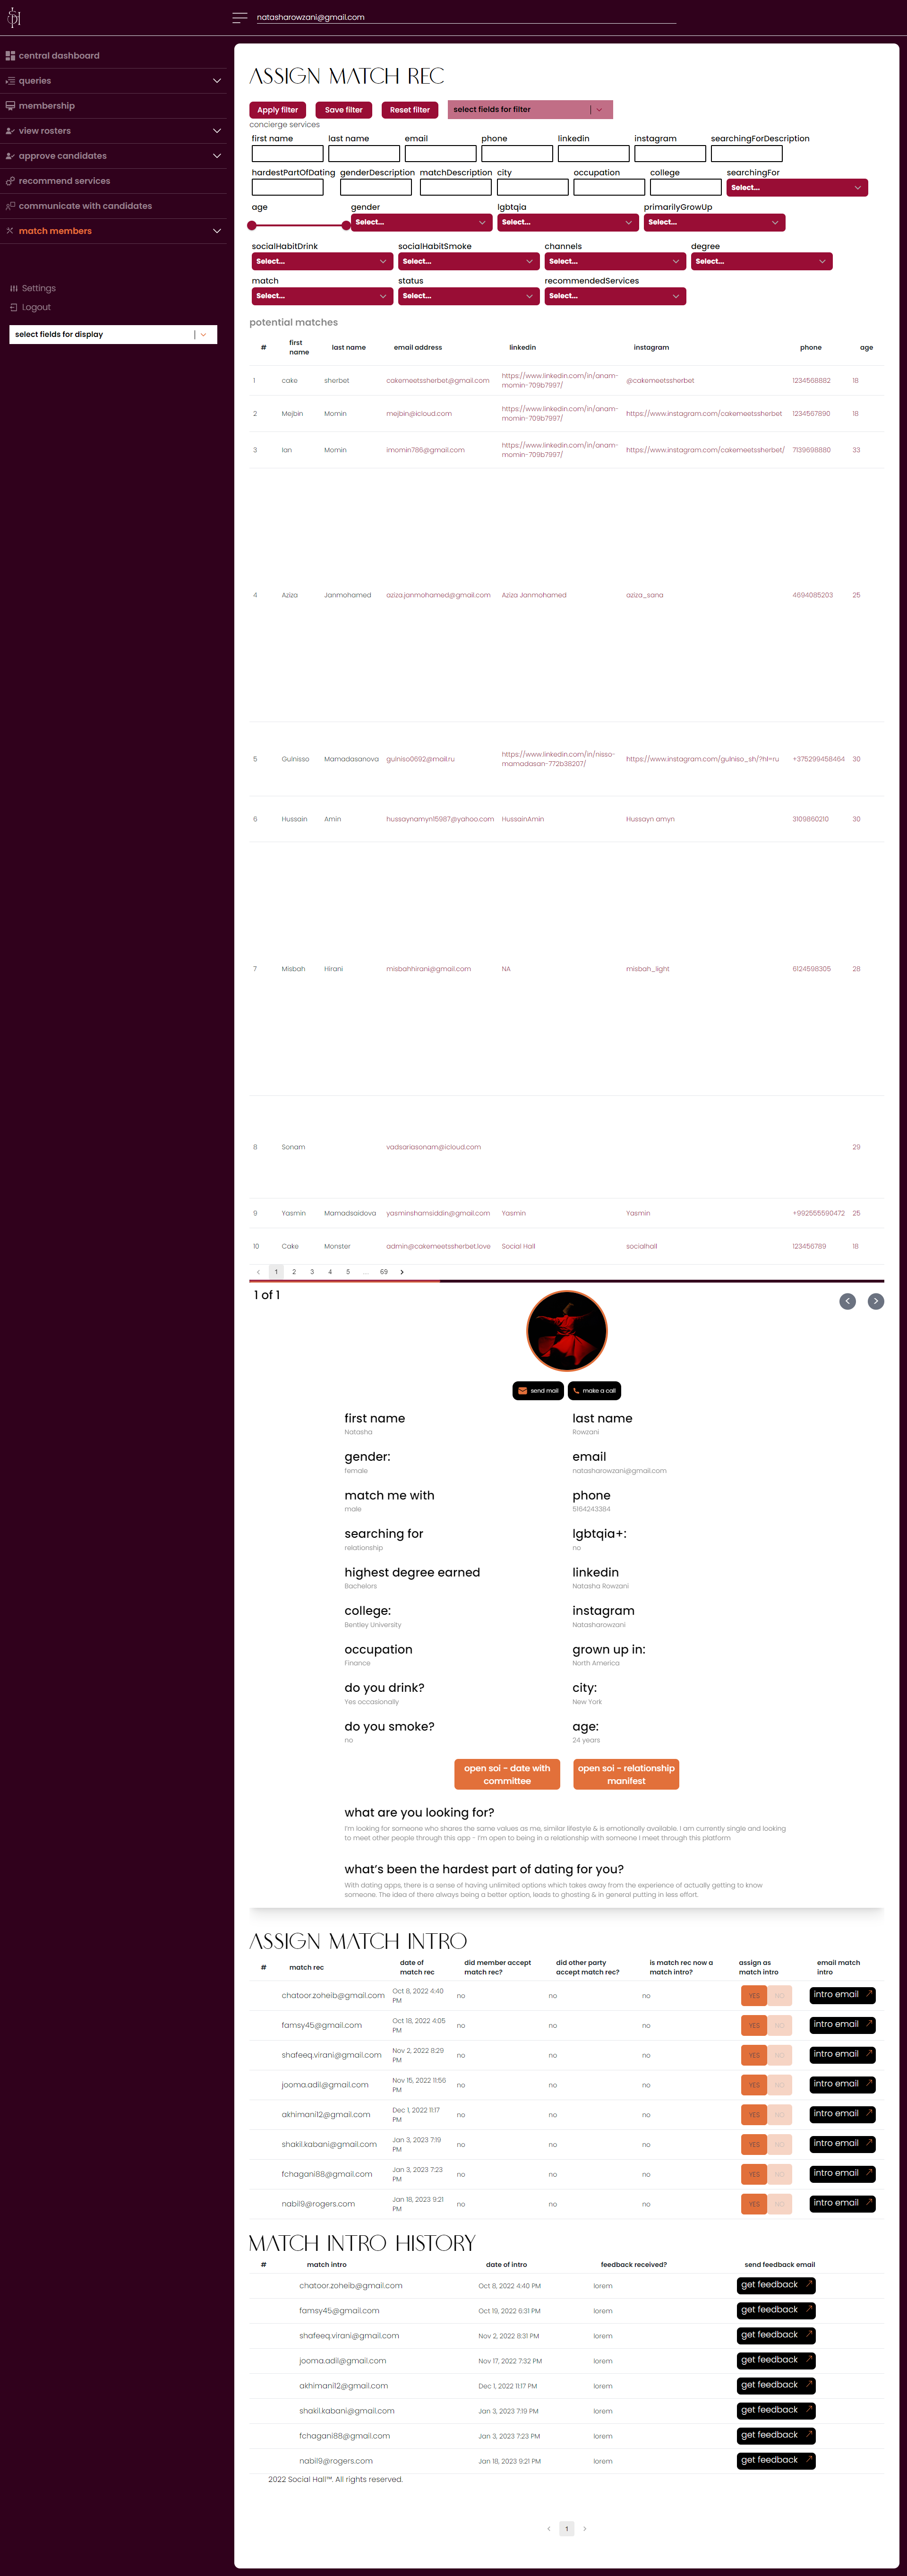 natasharowzani@gmail.com
central dashboard
queries
membership
view rosters
approve candidates
recommend services
communicate with candidates
match members
Settings
Logout
select fields for display
ASSIGN MATCH REC
Apply filter Save filter Reset filter select fields for filter
concierge services
first name last name email phone linkedin instagram searchingForDescription
hardestPartOfDating genderDescription matchDescription city occupation college searchingFor
Select...
age gender lgbtqia primarilyGrowUp
Select... Select... Select...
socialHabitDrink socialHabitSmoke channels degree
Select... Select... Select... Select...
match status recommendedServices
Select... Select... Select...
potential matches
# first name last name email address linkedin instagram phone age
1 cake sherbet cakemeetssherbet@gmail.com https://www.linkedin.com/in/anam-momin-709b7997/ @cakemeetssherbet 1234568882 18
2 Mejbin Momin mejbin@icloud.com https://www.linkedin.com/in/anam-momin-709b7997/ https://www.instagram.com/cakemeetssherbet 1234567890 18
3 Ian Momin imomin786@gmail.com https://www.linkedin.com/in/anam-momin-709b7997/ https://www.instagram.com/cakemeetssherbet/ 7139698880 33
4 Aziza Janmohamed aziza.janmohamed@gmail.com Aziza Janmohamed aziza_sana 4694085203 25
5 Gulnisso Mamadasanova gulniso0692@mail.ru https://www.linkedin.com/in/nisso-mamadasan-772b38207/ https://www.instagram.com/gulniso_sh/?hl=ru +375299458464 30
6 Hussain Amin hussaynamyn15987@yahoo.com HussainAmin Hussayn amyn 3109860210 30
7 Misbah Hirani misbahhirani@gmail.com NA misbah_light 6124598305 28
8 Sonam vadsariasonam@icloud.com 29
9 Yasmin Mamadsaidova yasminshamsiddin@gmail.com Yasmin Yasmin +992555590472 25
10 Cake Monster admin@cakemeetssherbet.love Social Hall socialhall 123456789 18
1 2 3 4 5 ... 69
1 of 1
send mail make a call
first name last name
Natasha Rowzani
gender: email
female natasharowzani@gmail.com
match me with phone
male 5164243384
searching for lgbtqia+:
relationship no
highest degree earned linkedin
Bachelors Natasha Rowzani
college: instagram
Bentley University Natasharowzani
occupation grown up in:
Finance North America
do you drink? city:
Yes occasionally New York
do you smoke? age:
no 24 years
open soi - date with committee open soi - relationship manifest
what are you looking for?
I'm looking for someone who shares the same values as me, similar lifestyle & is emotionally available. I am currently single and looking
to meet other people through this app - I'm open to being in a relationship with someone I meet through this platform
what's been the hardest part of dating for you?
With dating apps, there is a sense of having unlimited options which takes away from the experience of actually getting to know
someone. The idea of there always being a better option, leads to ghosting & in general putting in less effort.
ASSIGN MATCH INTRO
# match rec date of match rec did member accept match rec? did other party accept match rec? is match rec now a match intro? assign as match intro email match intro
chatoor.zoheib@gmail.com Oct 8, 2022 4:40 PM no no no YES NO intro email
famsy45@gmail.com Oct 18, 2022 4:05 PM no no no YES NO intro email
shafeeq.virani@gmail.com Nov 2, 2022 8:29 PM no no no YES NO intro email
jooma.adil@gmail.com Nov 15, 2022 11:56 PM no no no YES NO intro email
akhimani12@gmail.com Dec 1, 2022 11:17 PM no no no YES NO intro email
shakil.kabani@gmail.com Jan 3, 2023 7:19 PM no no no YES NO intro email
fchagani88@gmail.com Jan 3, 2023 7:23 PM no no no YES NO intro email
nabil9@rogers.com Jan 18, 2023 9:21 PM no no no YES NO intro email
MATCH INTRO HISTORY
# match intro date of intro feedback received? send feedback email
chatoor.zoheib@gmail.com Oct 8, 2022 4:40 PM lorem get feedback
famsy45@gmail.com Oct 19, 2022 6:31 PM lorem get feedback
shafeeq.virani@gmail.com Nov 2, 2022 8:31 PM lorem get feedback
jooma.adil@gmail.com Nov 17, 2022 7:32 PM lorem get feedback
akhimani12@gmail.com Dec 1, 2022 11:17 PM lorem get feedback
shakil.kabani@gmail.com Jan 3, 2023 7:19 PM lorem get feedback
fchagani88@gmail.com Jan 3, 2023 7:23 PM lorem get feedback
nabil9@rogers.com Jan 18, 2023 9:21 PM lorem get feedback
2022 Social Hall™. All rights reserved.
1